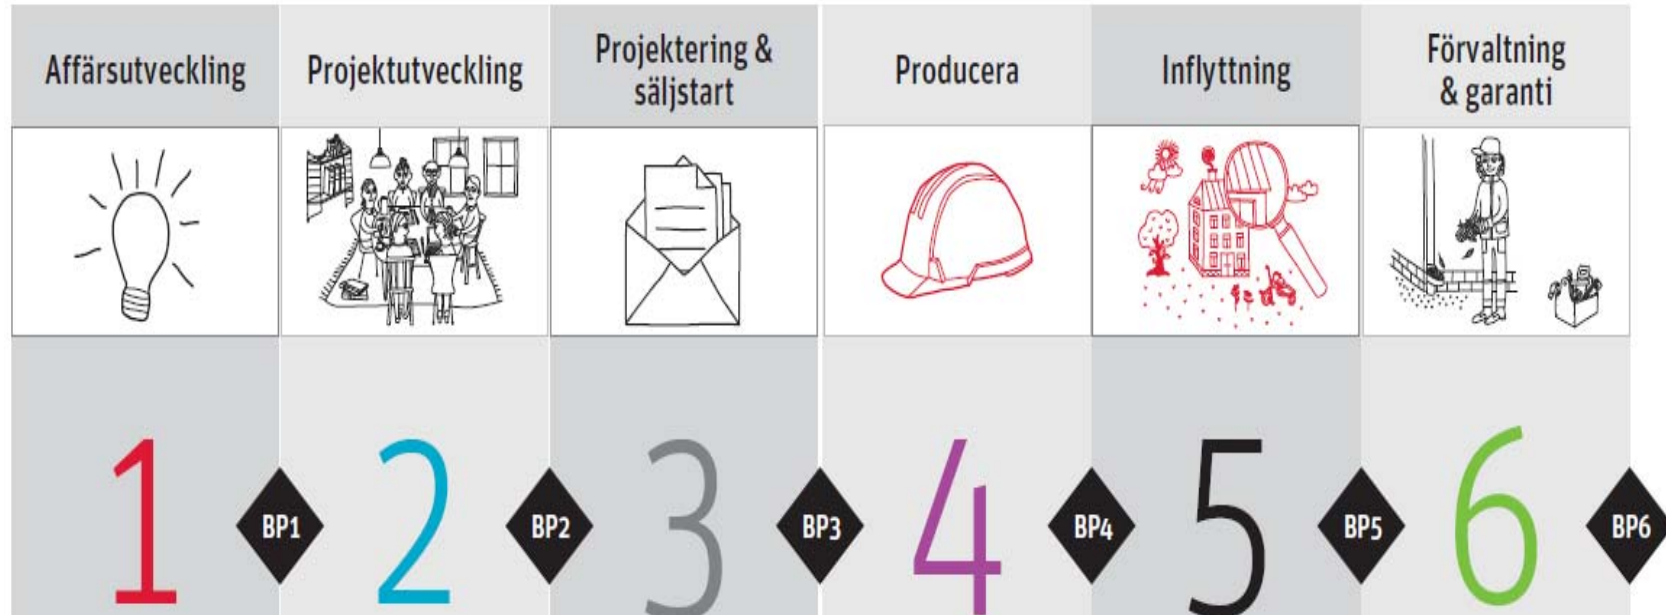 Affärsutveckling
Projektutveckling
Projektering &
säljstart
Producera
Inflyttning
Förvaltning
& garanti
1
BP1
2
BP2
3
BP3
4
BP4
5
BP5
6
BP6